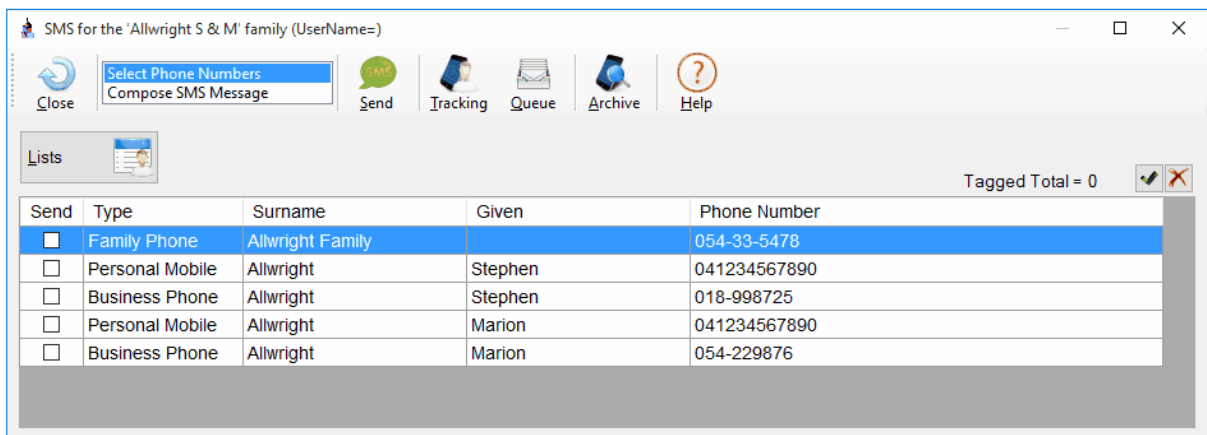 SMS for the 'Allwright S & M' family (UserName=)
Select Phone Numbers
Compose SMS Message
SMS
Close Send Tracking Queue Archive Help
Lists
Tagged Total = 0
Send Type Surname Given Phone Number
Family Phone Allwright Family 054-33-5478
Personal Mobile Allwright Stephen 041234567890
Business Phone Allwright Stephen 018-998725
Personal Mobile Allwright Marion 041234567890
Business Phone Allwright Marion 054-229876